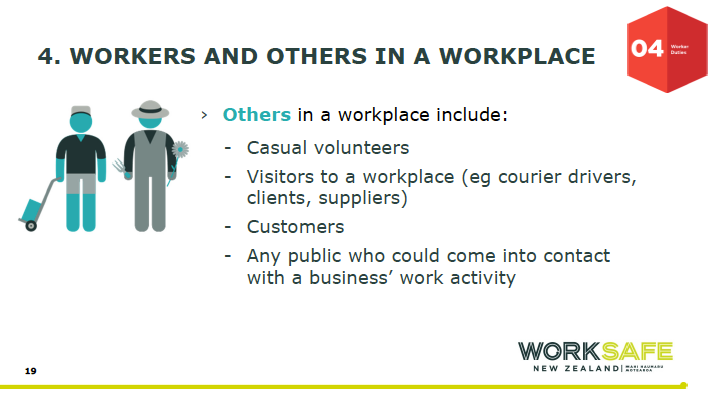 4. WORKERS AND OTHERS IN A WORKPLACE
04 Worker
Duties
› Others in a workplace include:
- Casual volunteers
- Visitors to a workplace (eg courier drivers,
clients, suppliers)
- Customers
- Any public who could come into contact
with a business’ work activity
WORKSAFE
NEW ZEALAND | MAHI HAUMARU
AOTEAROA
19